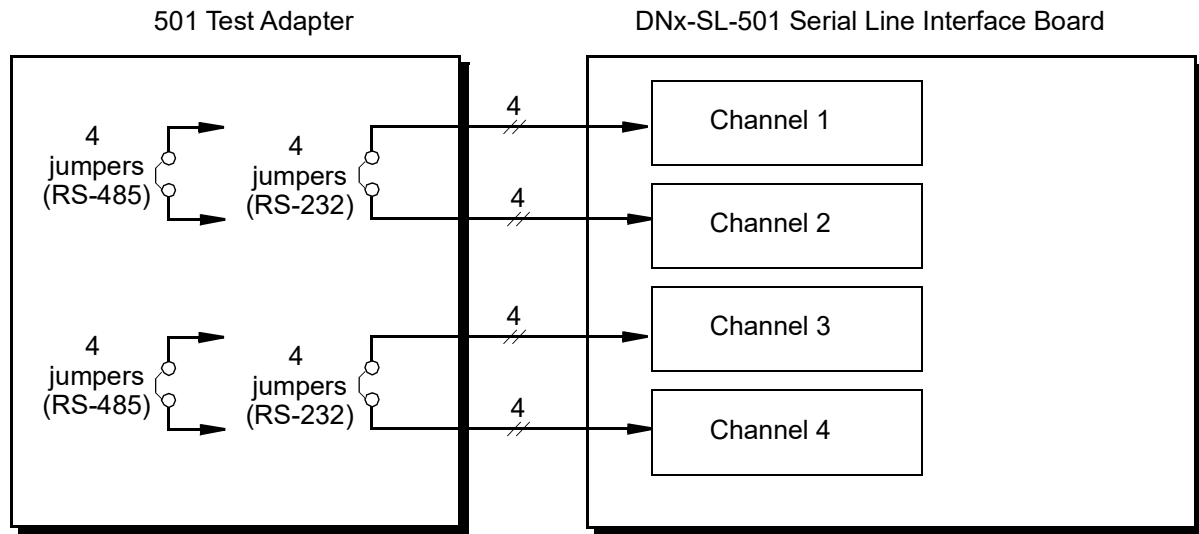 501 Test Adapter
DNx-SL-501 Serial Line Interface Board
4
jumpers
(RS-485)
4
jumpers
(RS-232)
4
4
Channel 1
Channel 2
4
jumpers
(RS-485)
4
jumpers
(RS-232)
4
4
Channel 3
Channel 4